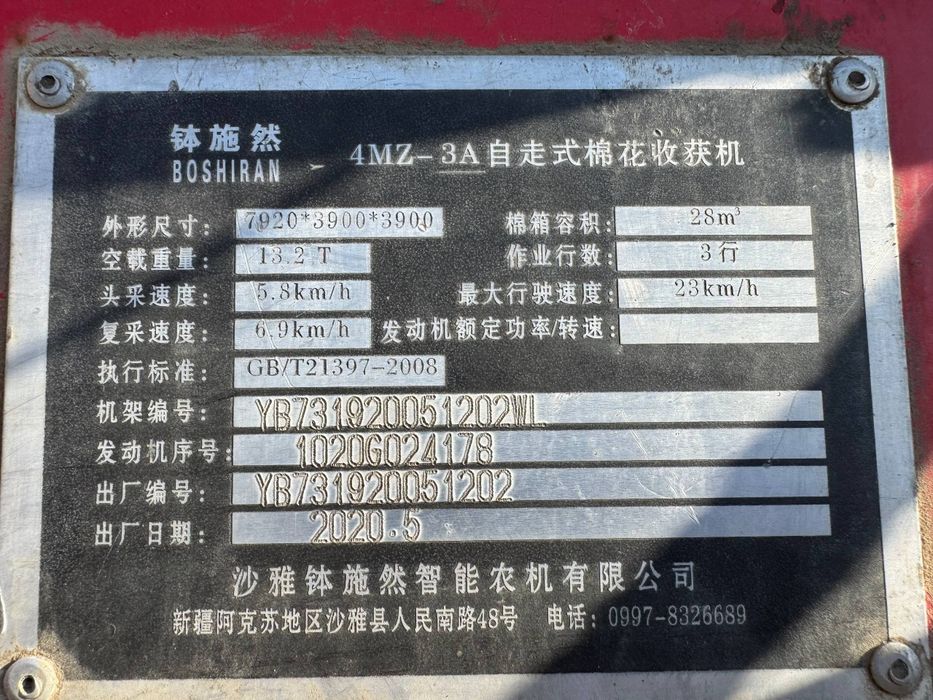 钵施然
BOSHIRAN
4MZ-3A自走式棉花收获机
外形尺寸: 7920*3900*3900 棉箱容积: 28m³
空载重量: 13.2 T 作业行数: 3行
头采速度: 5.8km/h 最大行驶速度: 23km/h
复采速度: 6.9km/h 发动机额定功率/转速:
执行标准: GB/T21397-2008
机架编号: YB731920051202WL
发动机序号: 1020G024178
出厂编号: YB731920051202
出厂日期: 2020.5
沙雅钵施然智能农机有限公司
新疆阿克苏地区沙雅县人民南路48号 电话: 0997-8326689